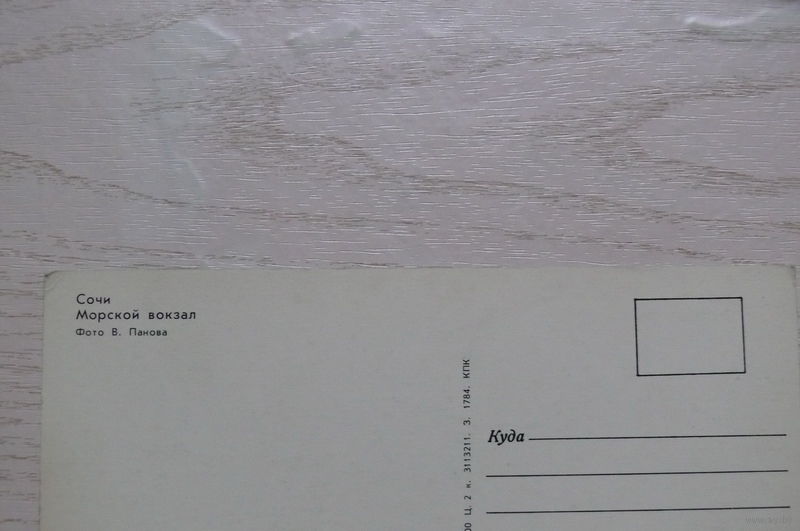 Сочи
Морской вокзал
Фото В. Панова
00 Ц. 2 к. 3113211. З. 1784. КПК
Куда